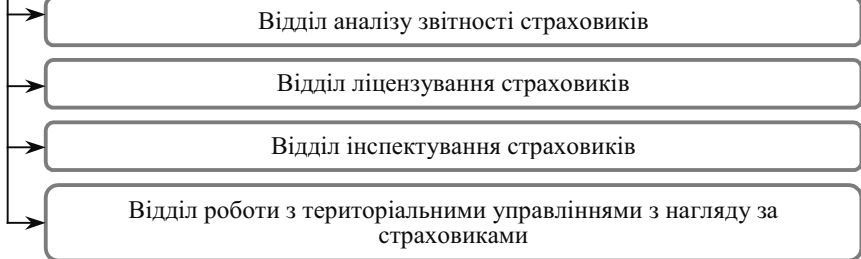 Відділ аналізу звітності страховиків
Відділ ліцензування страховиків
Відділ інспектування страховиків
Відділ роботи з територіальними управліннями з нагляду за
страховиками